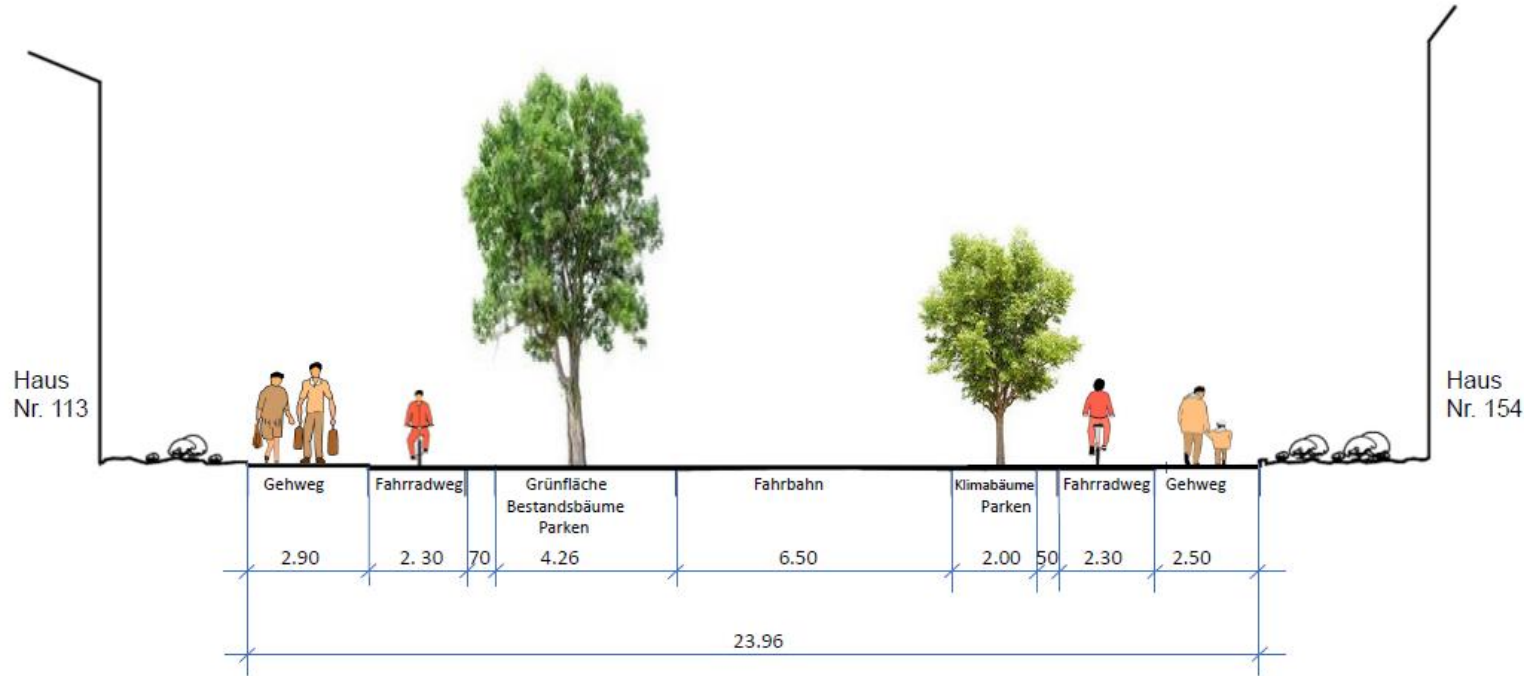 Haus
Nr. 113
Haus
Nr. 154
Gehweg
Fahrradweg
Grünfläche
Bestandsbäume
Parken
Fahrbahn
Klimabäume
Parken
Fahrradweg
Gehweg
2.90
2. 30
70
4.26
6.50
2.00
50
2.30
2.50
23.96